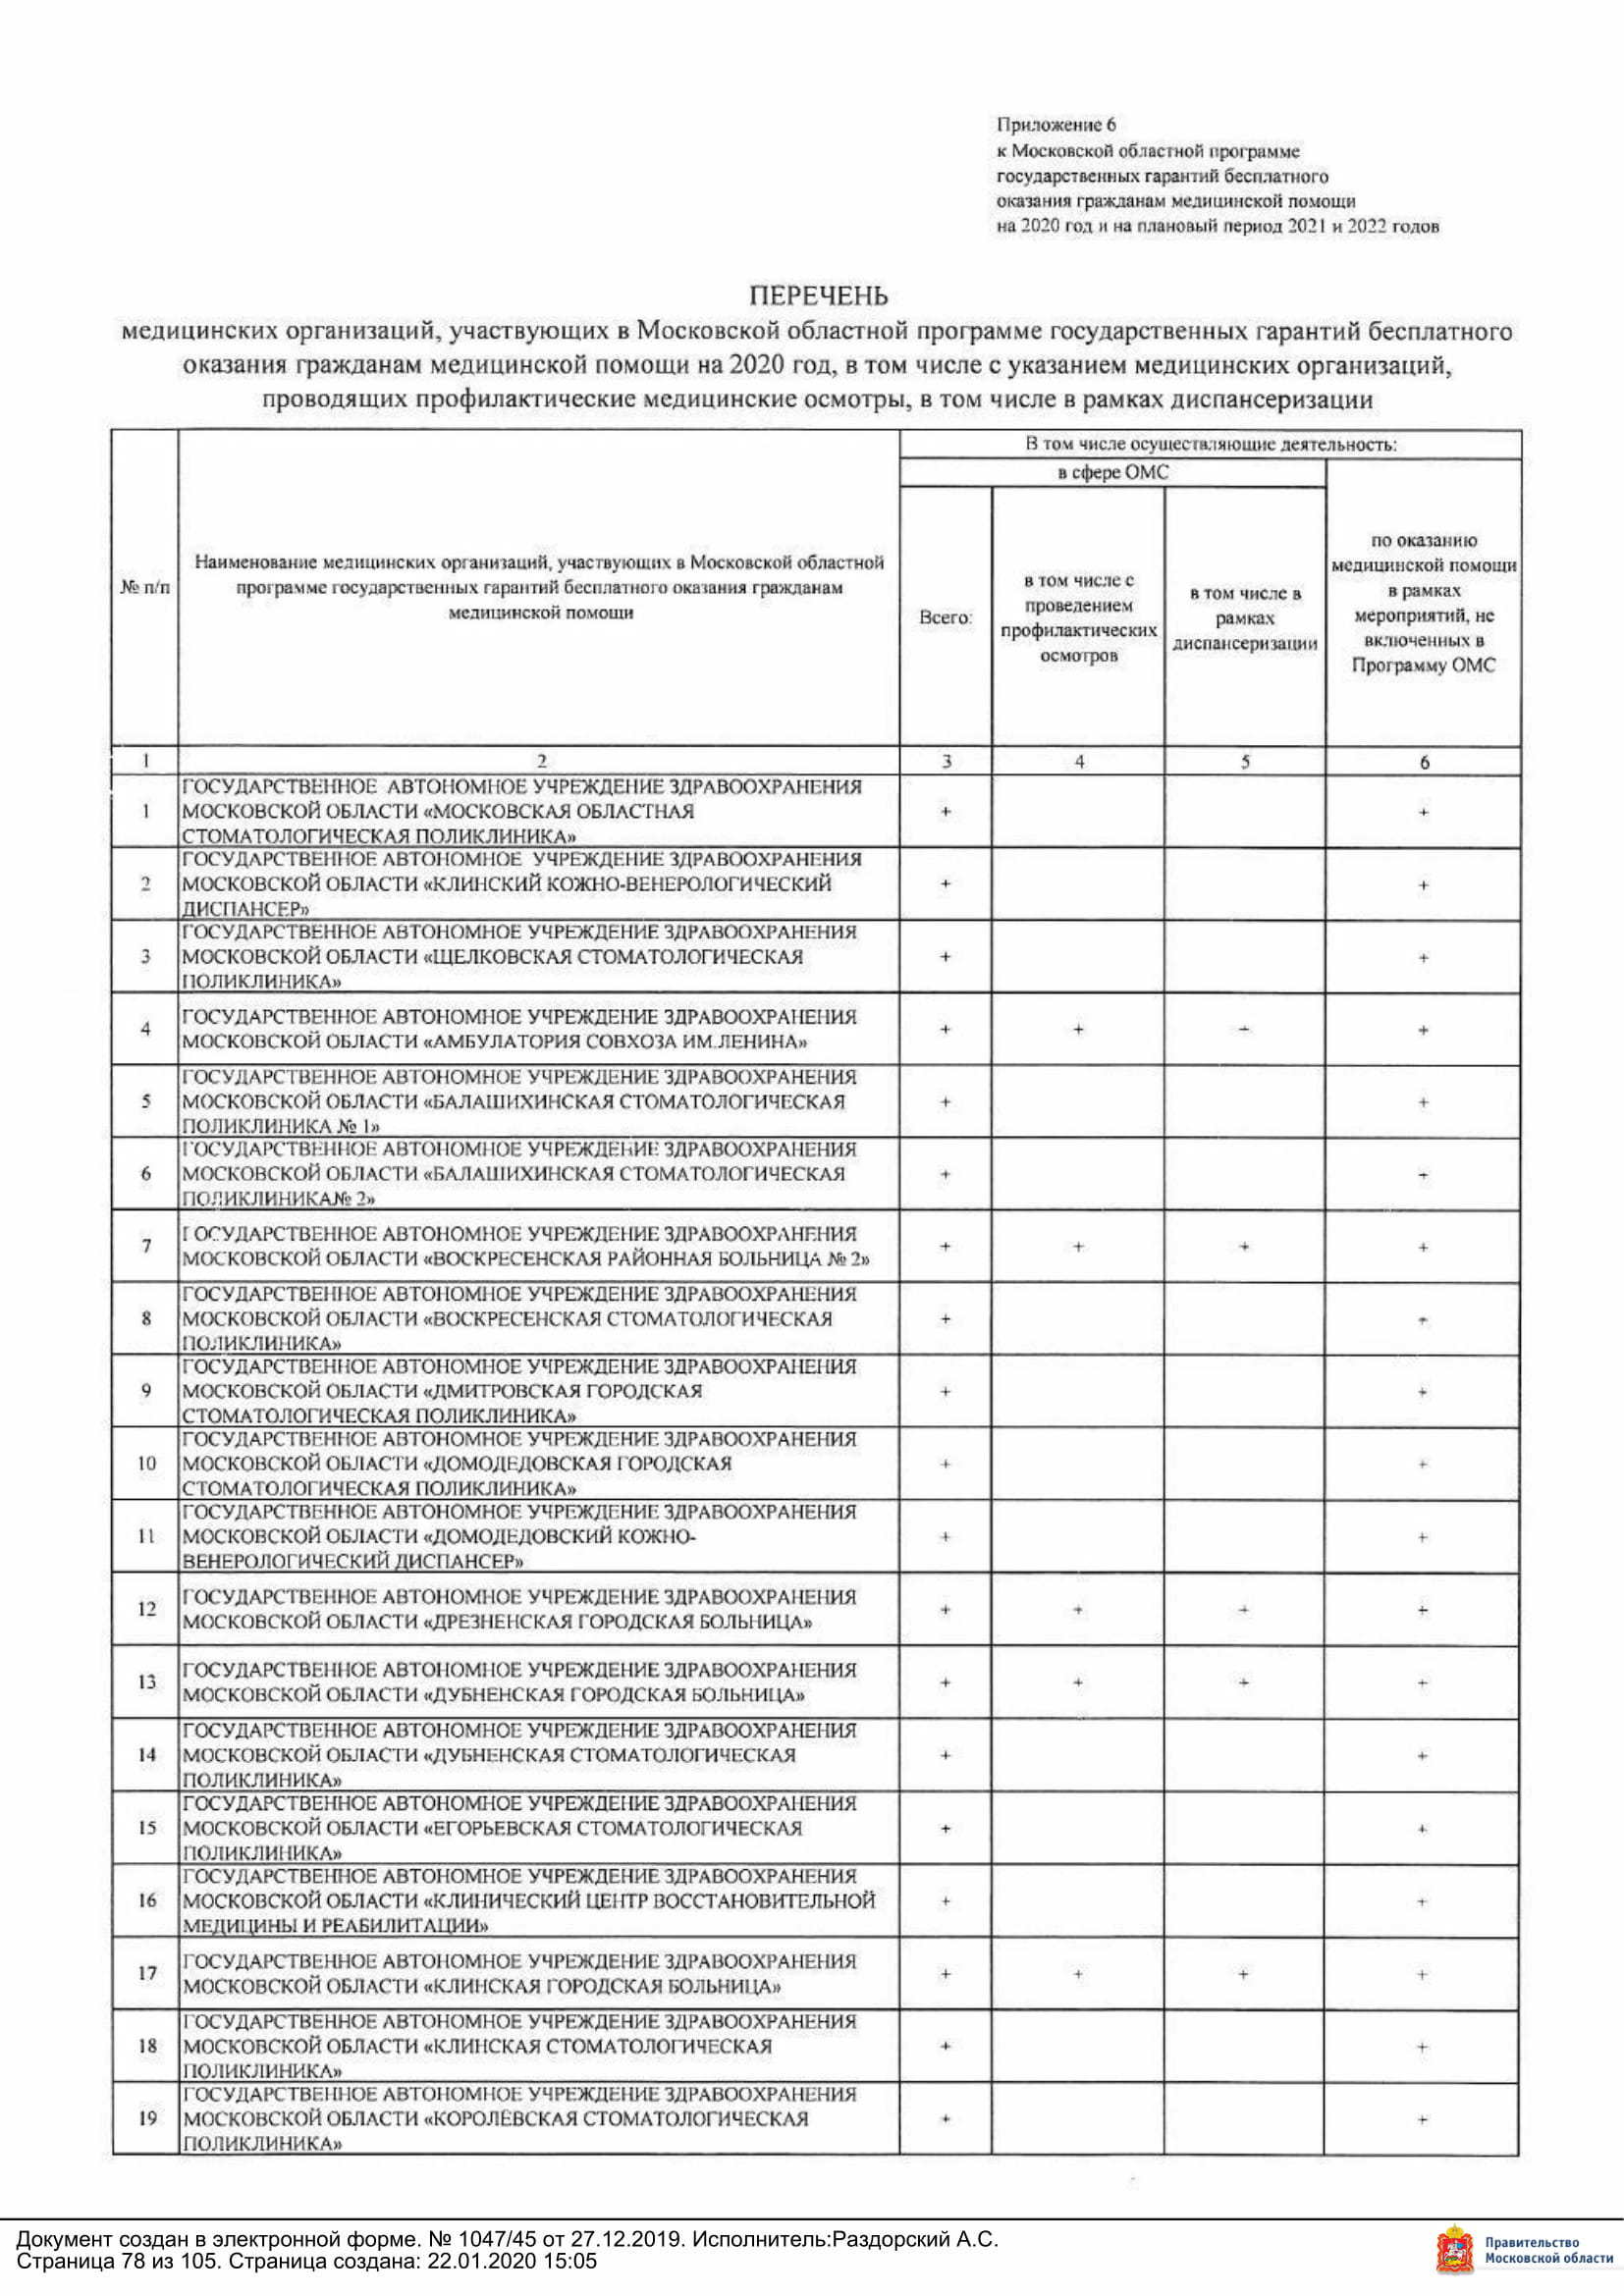 Приложение 6
к Московской областной программе
государственных гарантий бесплатного
оказания гражданам медицинской помощи
на 2020 год и на плановый период 2021 и 2022 годов
ПЕРЕЧЕНЬ
медицинских организаций, участвующих в Московской областной программе государственных гарантий бесплатного
оказания гражданам медицинской помощи на 2020 год, в том числе с указанием медицинских организаций,
проводящих профилактические медицинские осмотры, в том числе в рамках диспансеризации
№ п/п
Наименование медицинских организаций, участвующих в Московской областной
программе государственных гарантий бесплатного оказания гражданам
медицинской помощи
В том числе осуществляющие деятельность:
в сфере ОМС
Всего:
в том числе с
проведением
профилактических
осмотров
в том числе в
рамках
диспансеризации
по оказанию
медицинской помощи
в рамках
мероприятий, не
включенных в
Программу ОМС
1 2 3 4 5 6
ГОСУДАРСТВЕННОЕ АВТОНОМНОЕ УЧРЕЖДЕНИЕ ЗДРАВООХРАНЕНИЯ
1 МОСКОВСКОЙ ОБЛАСТИ «МОСКОВСКАЯ ОБЛАСТНАЯ + +
СТОМАТОЛОГИЧЕСКАЯ ПОЛИКЛИНИКА»
ГОСУДАРСТВЕННОЕ АВТОНОМНОЕ УЧРЕЖДЕНИЕ ЗДРАВООХРАНЕНИЯ
2 МОСКОВСКОЙ ОБЛАСТИ «КЛИНСКИЙ КОЖНО-ВЕНЕРОЛОГИЧЕСКИЙ + +
ДИСПАНСЕР»
ГОСУДАРСТВЕННОЕ АВТОНОМНОЕ УЧРЕЖДЕНИЕ ЗДРАВООХРАНЕНИЯ
3 МОСКОВСКОЙ ОБЛАСТИ «ЩЕЛКОВСКАЯ СТОМАТОЛОГИЧЕСКАЯ + +
ПОЛИКЛИНИКА»
ГОСУДАРСТВЕННОЕ АВТОНОМНОЕ УЧРЕЖДЕНИЕ ЗДРАВООХРАНЕНИЯ
4 МОСКОВСКОЙ ОБЛАСТИ «АМБУЛАТОРИЯ СОВХОЗА ИМ.ЛЕНИНА» + + + +
ГОСУДАРСТВЕННОЕ АВТОНОМНОЕ УЧРЕЖДЕНИЕ ЗДРАВООХРАНЕНИЯ
5 МОСКОВСКОЙ ОБЛАСТИ «БАЛАШИХИНСКАЯ СТОМАТОЛОГИЧЕСКАЯ + +
ПОЛИКЛИНИКА № 1»
ГОСУДАРСТВЕННОЕ АВТОНОМНОЕ УЧРЕЖДЕНИЕ ЗДРАВООХРАНЕНИЯ
6 МОСКОВСКОЙ ОБЛАСТИ «БАЛАШИХИНСКАЯ СТОМАТОЛОГИЧЕСКАЯ + +
ПОЛИКЛИНИКА№ 2»
ГОСУДАРСТВЕННОЕ АВТОНОМНОЕ УЧРЕЖДЕНИЕ ЗДРАВООХРАНЕНИЯ
7 МОСКОВСКОЙ ОБЛАСТИ «ВОСКРЕСЕНСКАЯ РАЙОННАЯ БОЛЬНИЦА № 2» + + + +
ГОСУДАРСТВЕННОЕ АВТОНОМНОЕ УЧРЕЖДЕНИЕ ЗДРАВООХРАНЕНИЯ
8 МОСКОВСКОЙ ОБЛАСТИ «ВОСКРЕСЕНСКАЯ СТОМАТОЛОГИЧЕСКАЯ + +
ПОЛИКЛИНИКА»
ГОСУДАРСТВЕННОЕ АВТОНОМНОЕ УЧРЕЖДЕНИЕ ЗДРАВООХРАНЕНИЯ
9 МОСКОВСКОЙ ОБЛАСТИ «ДМИТРОВСКАЯ ГОРОДСКАЯ + +
СТОМАТОЛОГИЧЕСКАЯ ПОЛИКЛИНИКА»
ГОСУДАРСТВЕННОЕ АВТОНОМНОЕ УЧРЕЖДЕНИЕ ЗДРАВООХРАНЕНИЯ
10 МОСКОВСКОЙ ОБЛАСТИ «ДОМОДЕДОВСКАЯ ГОРОДСКАЯ + +
СТОМАТОЛОГИЧЕСКАЯ ПОЛИКЛИНИКА»
ГОСУДАРСТВЕННОЕ АВТОНОМНОЕ УЧРЕЖДЕНИЕ ЗДРАВООХРАНЕНИЯ
11 МОСКОВСКОЙ ОБЛАСТИ «ДОМОДЕДОВСКИЙ КОЖНО- + +
ВЕНЕРОЛОГИЧЕСКИЙ ДИСПАНСЕР»
ГОСУДАРСТВЕННОЕ АВТОНОМНОЕ УЧРЕЖДЕНИЕ ЗДРАВООХРАНЕНИЯ
12 МОСКОВСКОЙ ОБЛАСТИ «ДРЕЗНЕНСКАЯ ГОРОДСКАЯ БОЛЬНИЦА» + + + +
ГОСУДАРСТВЕННОЕ АВТОНОМНОЕ УЧРЕЖДЕНИЕ ЗДРАВООХРАНЕНИЯ
13 МОСКОВСКОЙ ОБЛАСТИ «ДУБНЕНСКАЯ ГОРОДСКАЯ БОЛЬНИЦА» + + + +
ГОСУДАРСТВЕННОЕ АВТОНОМНОЕ УЧРЕЖДЕНИЕ ЗДРАВООХРАНЕНИЯ
14 МОСКОВСКОЙ ОБЛАСТИ «ДУБНЕНСКАЯ СТОМАТОЛОГИЧЕСКАЯ + +
ПОЛИКЛИНИКА»
ГОСУДАРСТВЕННОЕ АВТОНОМНОЕ УЧРЕЖДЕНИЕ ЗДРАВООХРАНЕНИЯ
15 МОСКОВСКОЙ ОБЛАСТИ «ЕГОРЬЕВСКАЯ СТОМАТОЛОГИЧЕСКАЯ + +
ПОЛИКЛИНИКА»
ГОСУДАРСТВЕННОЕ АВТОНОМНОЕ УЧРЕЖДЕНИЕ ЗДРАВООХРАНЕНИЯ
16 МОСКОВСКОЙ ОБЛАСТИ «КЛИНИЧЕСКИЙ ЦЕНТР ВОССТАНОВИТЕЛЬНОЙ + +
МЕДИЦИНЫ И РЕАБИЛИТАЦИИ»
ГОСУДАРСТВЕННОЕ АВТОНОМНОЕ УЧРЕЖДЕНИЕ ЗДРАВООХРАНЕНИЯ
17 МОСКОВСКОЙ ОБЛАСТИ «КЛИНСКАЯ ГОРОДСКАЯ БОЛЬНИЦА» + + + +
ГОСУДАРСТВЕННОЕ АВТОНОМНОЕ УЧРЕЖДЕНИЕ ЗДРАВООХРАНЕНИЯ
18 МОСКОВСКОЙ ОБЛАСТИ «КЛИНСКАЯ СТОМАТОЛОГИЧЕСКАЯ + +
ПОЛИКЛИНИКА»
ГОСУДАРСТВЕННОЕ АВТОНОМНОЕ УЧРЕЖДЕНИЕ ЗДРАВООХРАНЕНИЯ
19 МОСКОВСКОЙ ОБЛАСТИ «КОРОЛЁВСКАЯ СТОМАТОЛОГИЧЕСКАЯ + +
ПОЛИКЛИНИКА»
Документ создан в электронной форме. № 1047/45 от 27.12.2019. Исполнитель:Раздорский А.С.
Страница 78 из 105. Страница создана: 22.01.2020 15:05
Правительство
Московской области